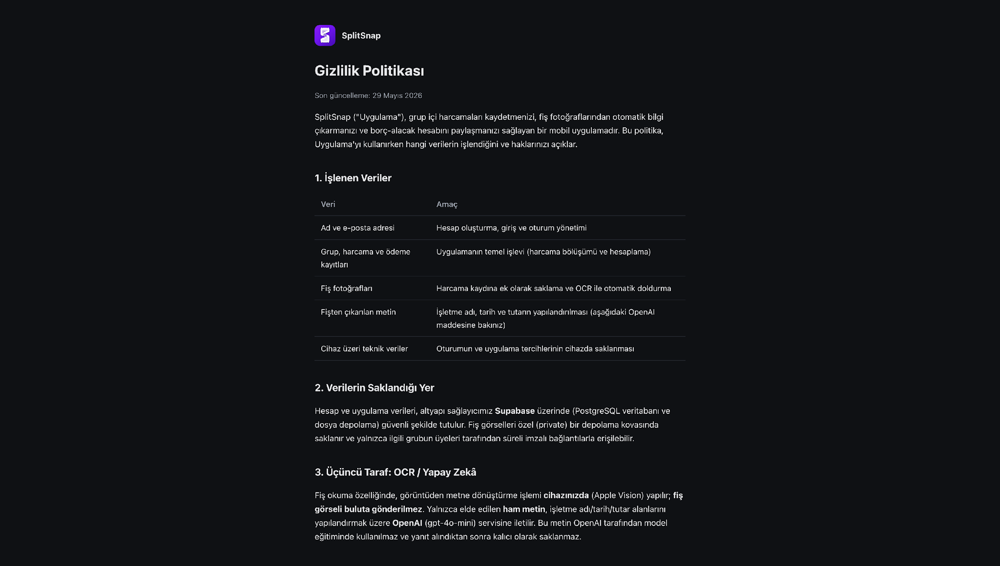 SplitSnap
Gizlilik Politikası
Son güncelleme: 29 Mayıs 2026
SplitSnap ("Uygulama"), grup içi harcamaları kaydetmenizi, fiş fotoğraflarından otomatik bilgi
çıkarmanızı ve borç-alacak hesabını paylaşmanızı sağlayan bir mobil uygulamadır. Bu politika,
Uygulama'yı kullanırken hangi verilerin işlendiğini ve haklarınızı açıklar.
1. İşlenen Veriler
Veri Amaç
Ad ve e-posta adresi Hesap oluşturma, giriş ve oturum yönetimi
Grup, harcama ve ödeme Uygulamanın temel işlevi (harcama bölüşümü ve hesaplama)
kayıtları
Fiş fotoğrafları Harcama kaydına ek olarak saklama ve OCR ile otomatik doldurma
Fişten çıkarılan metin İşletme adı, tarih ve tutarın yapılandırılması (aşağıdaki OpenAI
maddesine bakınız)
Cihaz üzeri teknik veriler Oturumun ve uygulama tercihlerinin cihazda saklanması
2. Verilerin Saklandığı Yer
Hesap ve uygulama verileri, altyapı sağlayıcımız Supabase üzerinde (PostgreSQL veritabanı ve
dosya depolama) güvenli şekilde tutulur. Fiş görselleri özel (private) bir depolama kovasında
saklanır ve yalnızca ilgili grubun üyeleri tarafından süreli imzalı bağlantılarla erişilebilir.
3. Üçüncü Taraf: OCR / Yapay Zekâ
Fiş okuma özelliğinde, görüntüden metne dönüştürme işlemi cihazınızda (Apple Vision) yapılır; fiş
görseli buluta gönderilmez. Yalnızca elde edilen ham metin, işletme adı/tarih/tutar alanlarını
yapılandırmak üzere OpenAI (gpt-4o-mini) servisine iletilir. Bu metin OpenAI tarafından model
eğitiminde kullanılmaz ve yanıt alındıktan sonra kalıcı olarak saklanmaz.